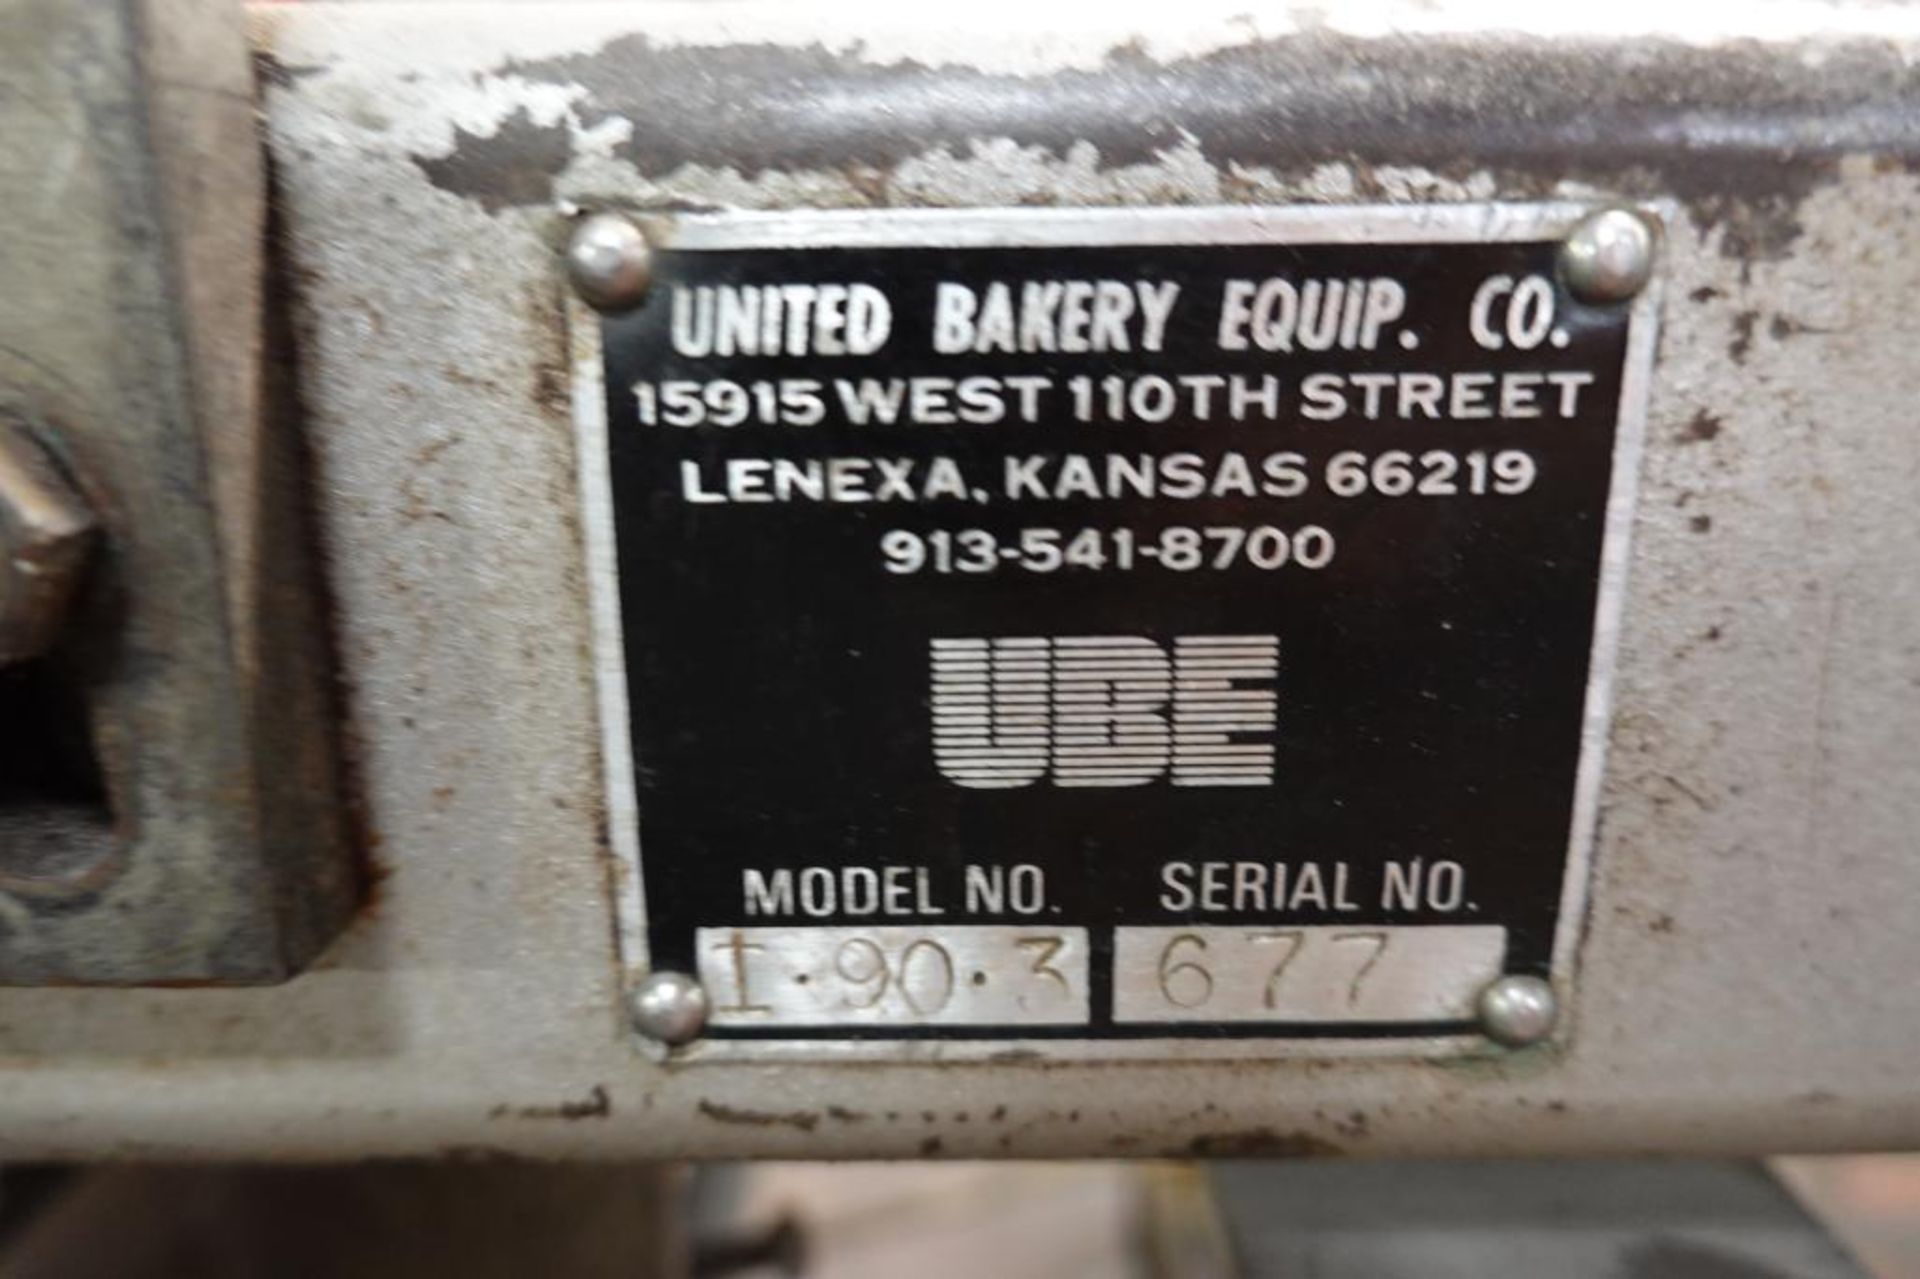 UNITED BAKERY EQUIP. CO.
15915 WEST 110TH STREET
LENEXA, KANSAS 66219
913-541-8700
UBE
MODEL NO. SERIAL NO.
I·90·3 677